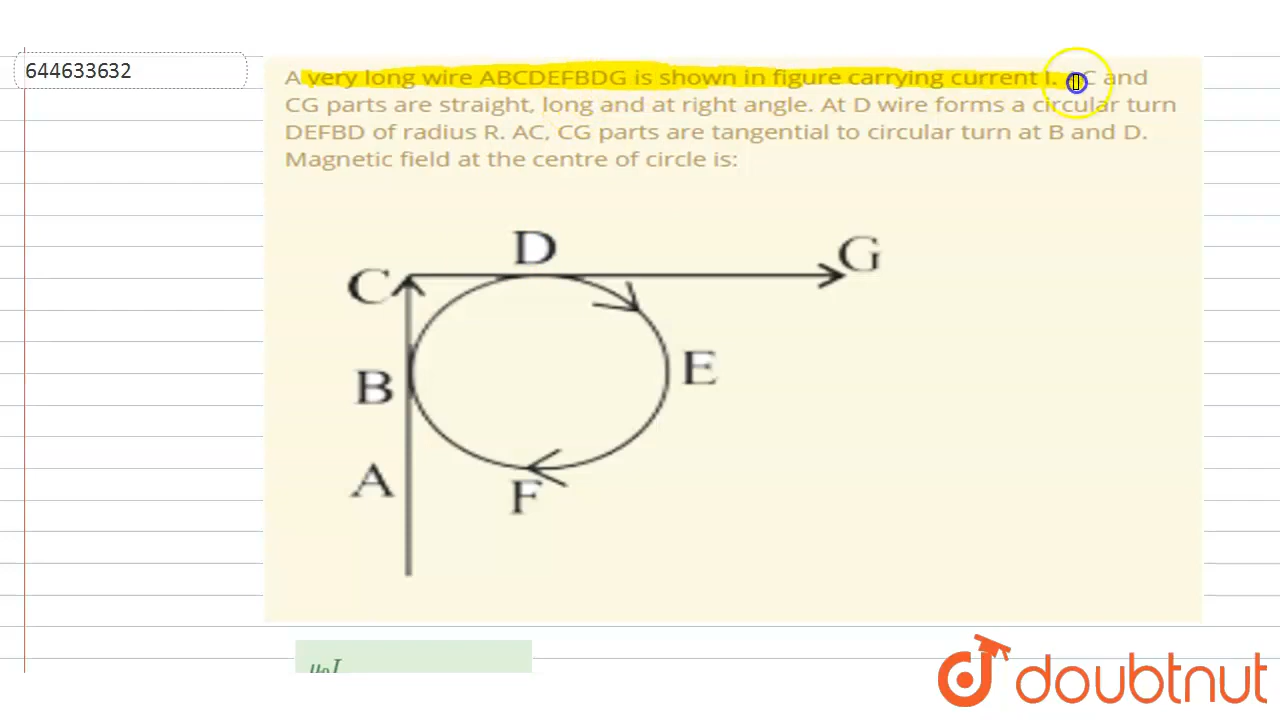 644633632
A very long wire ABCDEFBDG is shown in figure carrying current I. AC and
CG parts are straight, long and at right angle. At D wire forms a circular turn
DEFBD of radius R. AC, CG parts are tangential to circular turn at B and D.
Magnetic field at the centre of circle is:
D
G
C
E
B
A
F
μ₀I
doubtnut